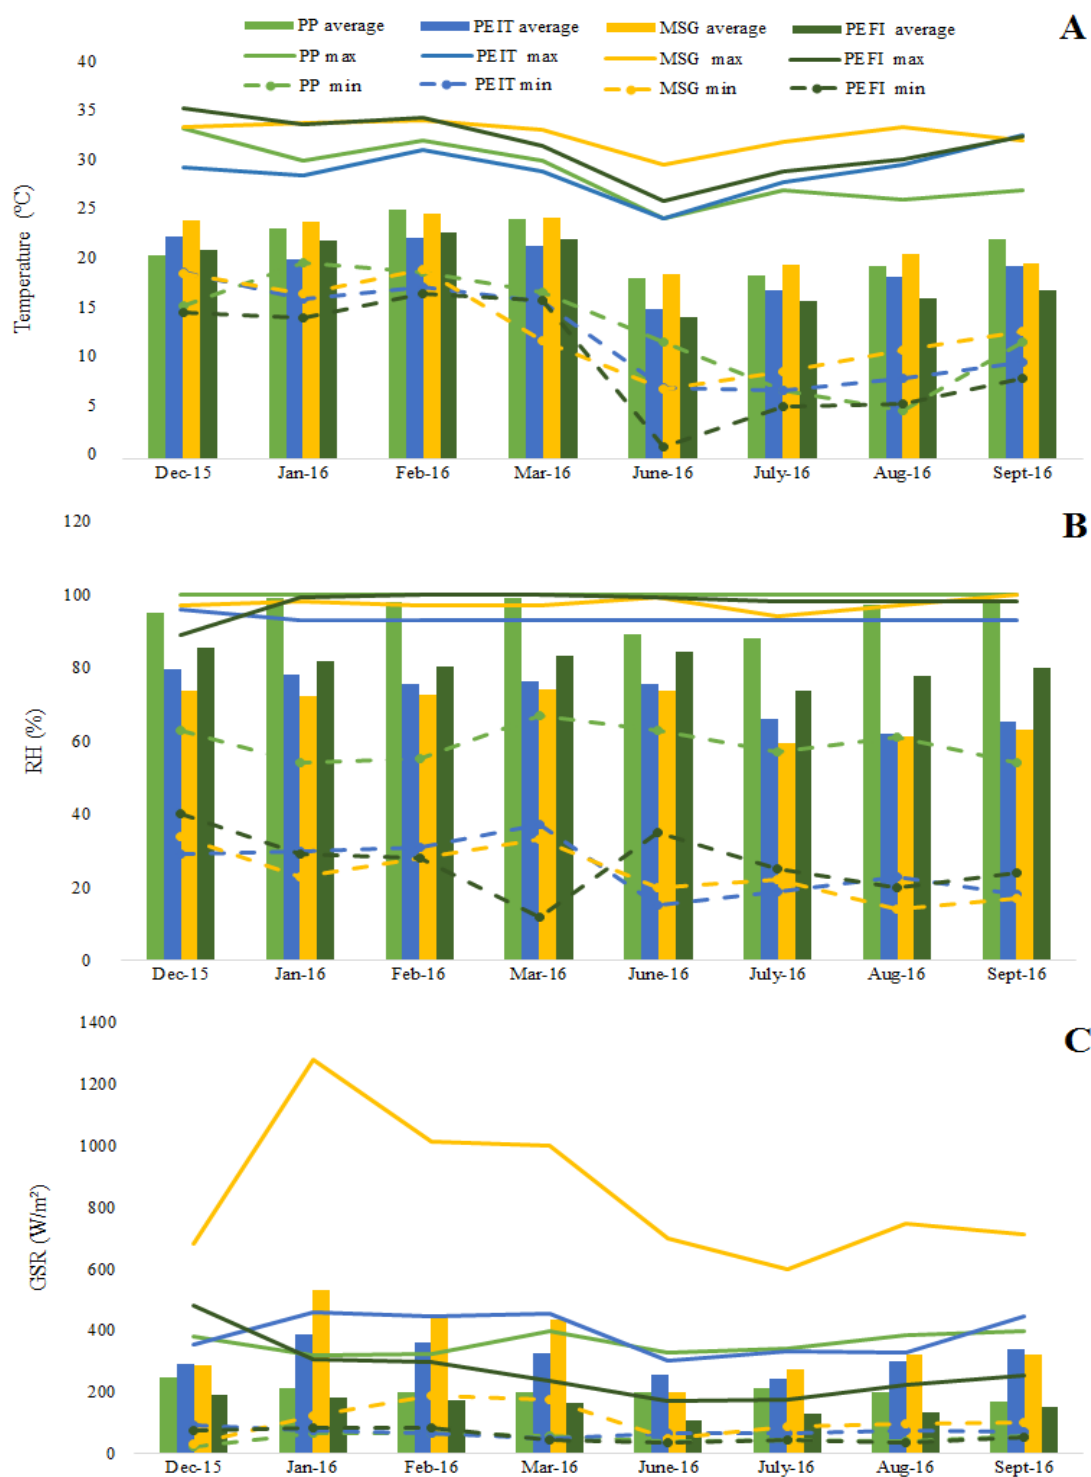 PP average PEIT average MSG average PEFI average A
PP max PEIT max MSG max PEFI max
PP min PEIT min MSG min PEFI min
40
35
30
25
20
15
10
5
0
Temperature (ºC)
Dec-15 Jan-16 Feb-16 Mar-16 June-16 July-16 Aug-16 Sept-16
B
120
100
80
60
40
20
0
RH (%)
Dec-15 Jan-16 Feb-16 Mar-16 June-16 July-16 Aug-16 Sept-16
C
1400
1200
1000
800
600
400
200
0
GSR (W/m²)
Dec-15 Jan-16 Feb-16 Mar-16 June-16 July-16 Aug-16 Sept-16